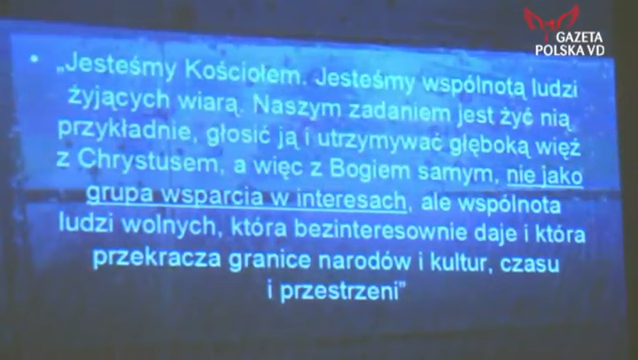 GAZETA
POLSKA VD
• „Jesteśmy Kościołem. Jesteśmy wspólnotą ludzi
żyjących wiarą. Naszym zadaniem jest żyć nią
przykładnie, głosić ją i utrzymywać głęboką więź
z Chrystusem, a więc z Bogiem samym, nie jako
grupa wsparcia w interesach, ale wspólnota
ludzi wolnych, która bezinteresownie daje i która
przekracza granice narodów i kultur, czasu
i przestrzeni”